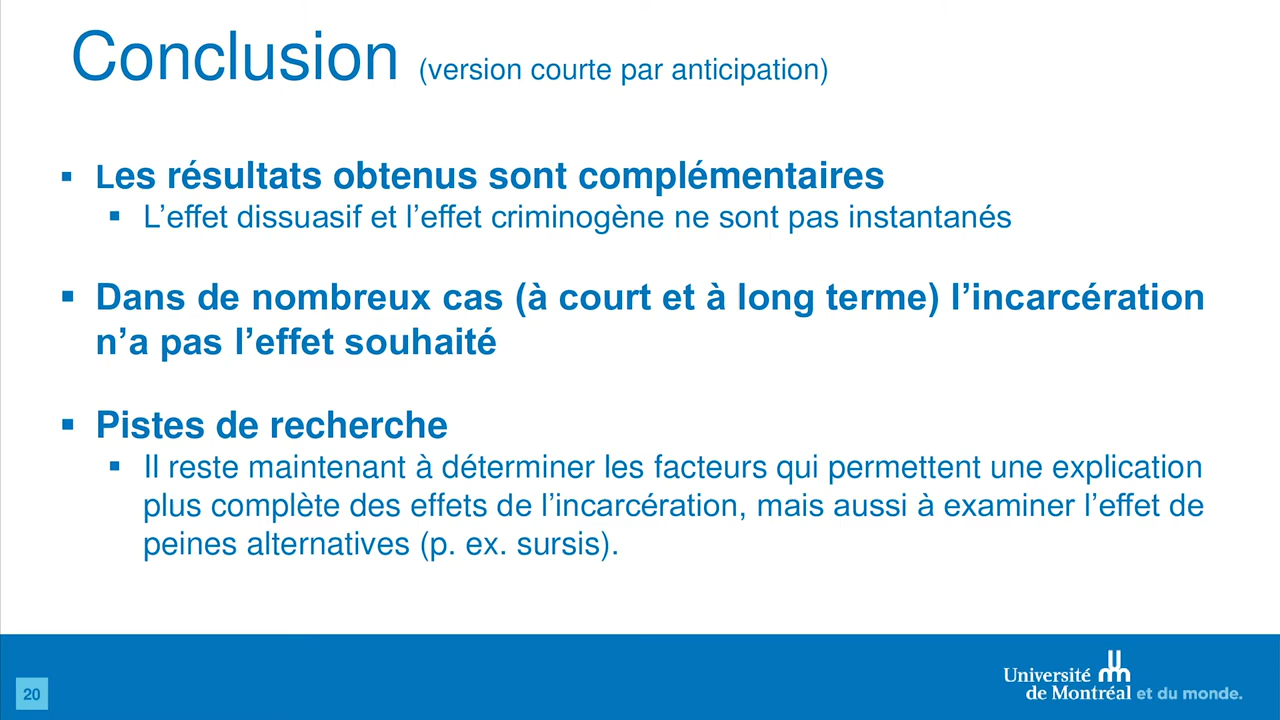 Conclusion (version courte par anticipation)
▪ Les résultats obtenus sont complémentaires
▪ L’effet dissuasif et l’effet criminogène ne sont pas instantanés
▪ Dans de nombreux cas (à court et à long terme) l’incarcération
n’a pas l’effet souhaité
▪ Pistes de recherche
▪ Il reste maintenant à déterminer les facteurs qui permettent une explication
plus complète des effets de l’incarcération, mais aussi à examiner l’effet de
peines alternatives (p. ex. sursis).
20
Université
de Montréal et du monde.